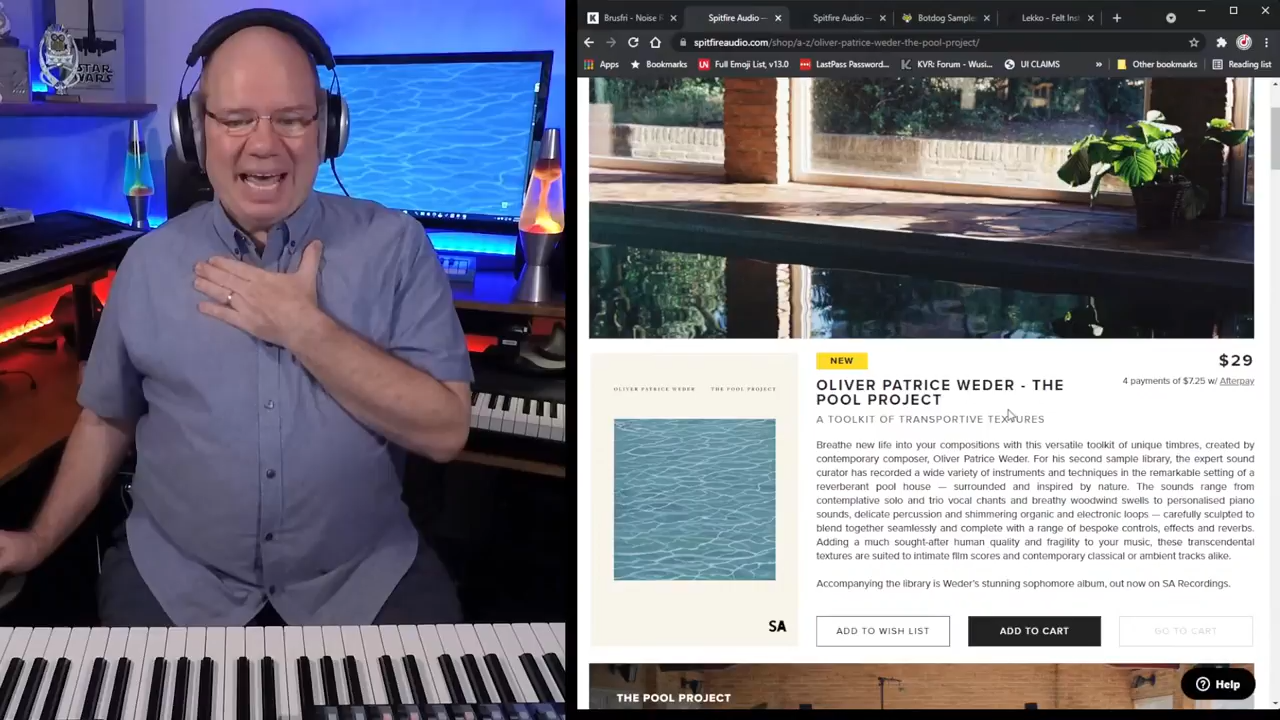 STAR
WARS
Brusfri - Noise R
Spitfire Audio —
Spitfire Audio —
Botdog Sample
Lekko - Felt Inst
spitfireaudio.com/shop/a-z/oliver-patrice-weder-the-pool-project/
Apps
Bookmarks
Full Emoji List, v13.0
LastPass Password...
KVR: Forum - Wusi...
UI CLAIMS
»
Other bookmarks
Reading list
OLIVER PATRICE WEDER THE POOL PROJECT
SA
NEW
$29
OLIVER PATRICE WEDER - THE
POOL PROJECT
4 payments of $7.25 w/ Afterpay
A TOOLKIT OF TRANSPORTIVE TEXTURES
Breathe new life into your compositions with this versatile toolkit of unique timbres, created by
contemporary composer, Oliver Patrice Weder. For his second sample library, the expert sound
curator has recorded a wide variety of instruments and techniques in the remarkable setting of a
reverberant pool house — surrounded and inspired by nature. The sounds range from
contemplative solo and trio vocal chants and breathy woodwind swells to personalised piano
sounds, delicate percussion and shimmering organic and electronic loops — carefully sculpted to
blend together seamlessly and complete with a range of bespoke controls, effects and reverbs.
Adding a much sought-after human quality and fragility to your music, these transcendental
textures are suited to intimate film scores and contemporary classical or ambient tracks alike.
Accompanying the library is Weder's stunning sophomore album, out now on SA Recordings.
ADD TO WISH LIST
ADD TO CART
GO TO CART
THE POOL PROJECT
Help